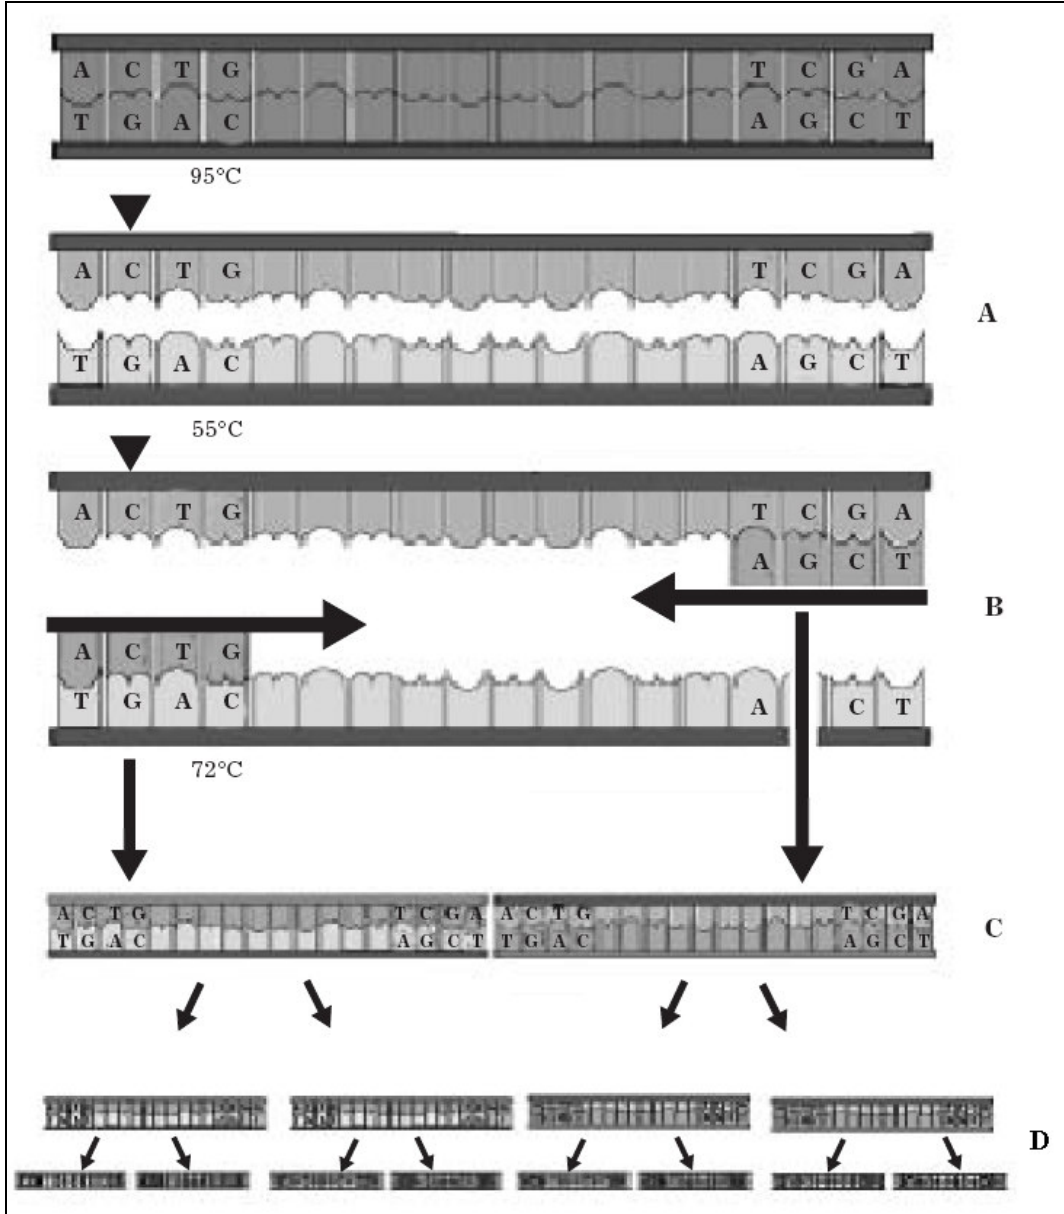 A C T G T C G A
T G A C A G C T
95°C
A C T G T C G A
A
T G A C A G C T
55°C
A C T G T C G A
A G C T
B
A C T G
T G A C A C T
72°C
A C T G T C G A A C T G T C G A
C
T G A C A G C T T G A C A G C T
D